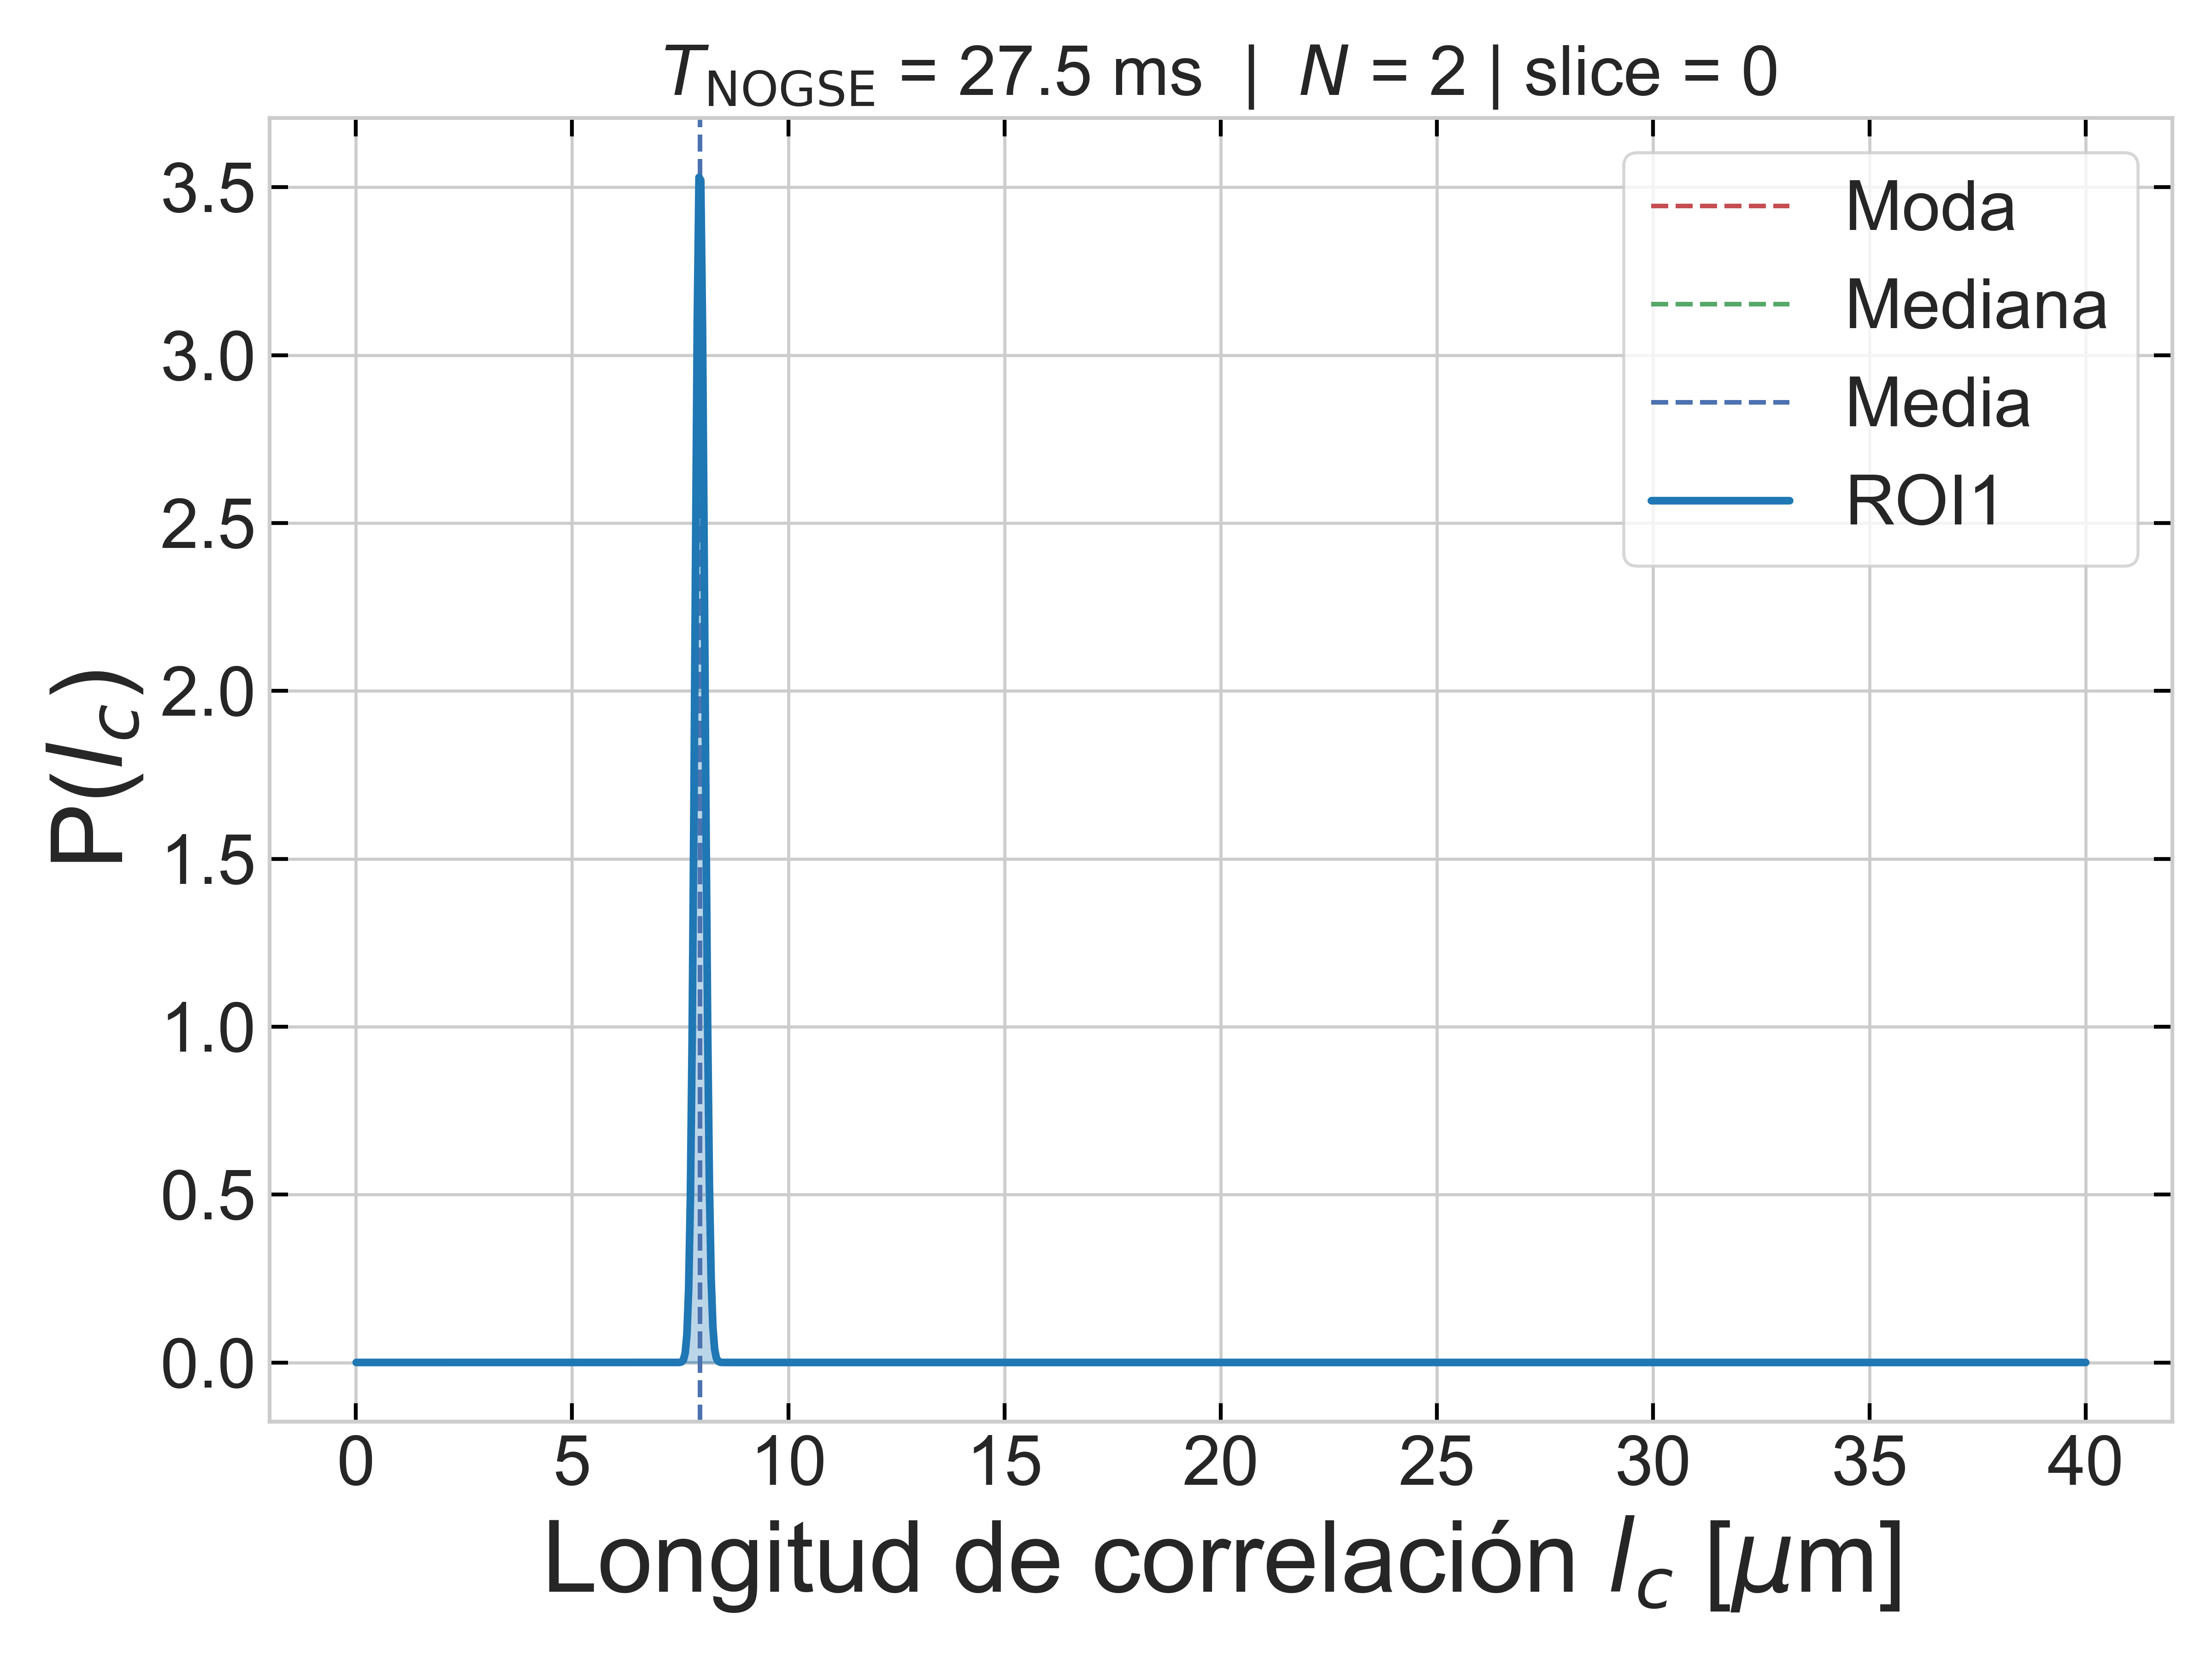 T_NOGSE = 27.5 ms | N = 2 | slice = 0
3.5
3.0
2.5
2.0
1.5
1.0
0.5
0.0
P(l_c)
Moda
Mediana
Media
ROI1
0 5 10 15 20 25 30 35 40
Longitud de correlación l_c [μm]